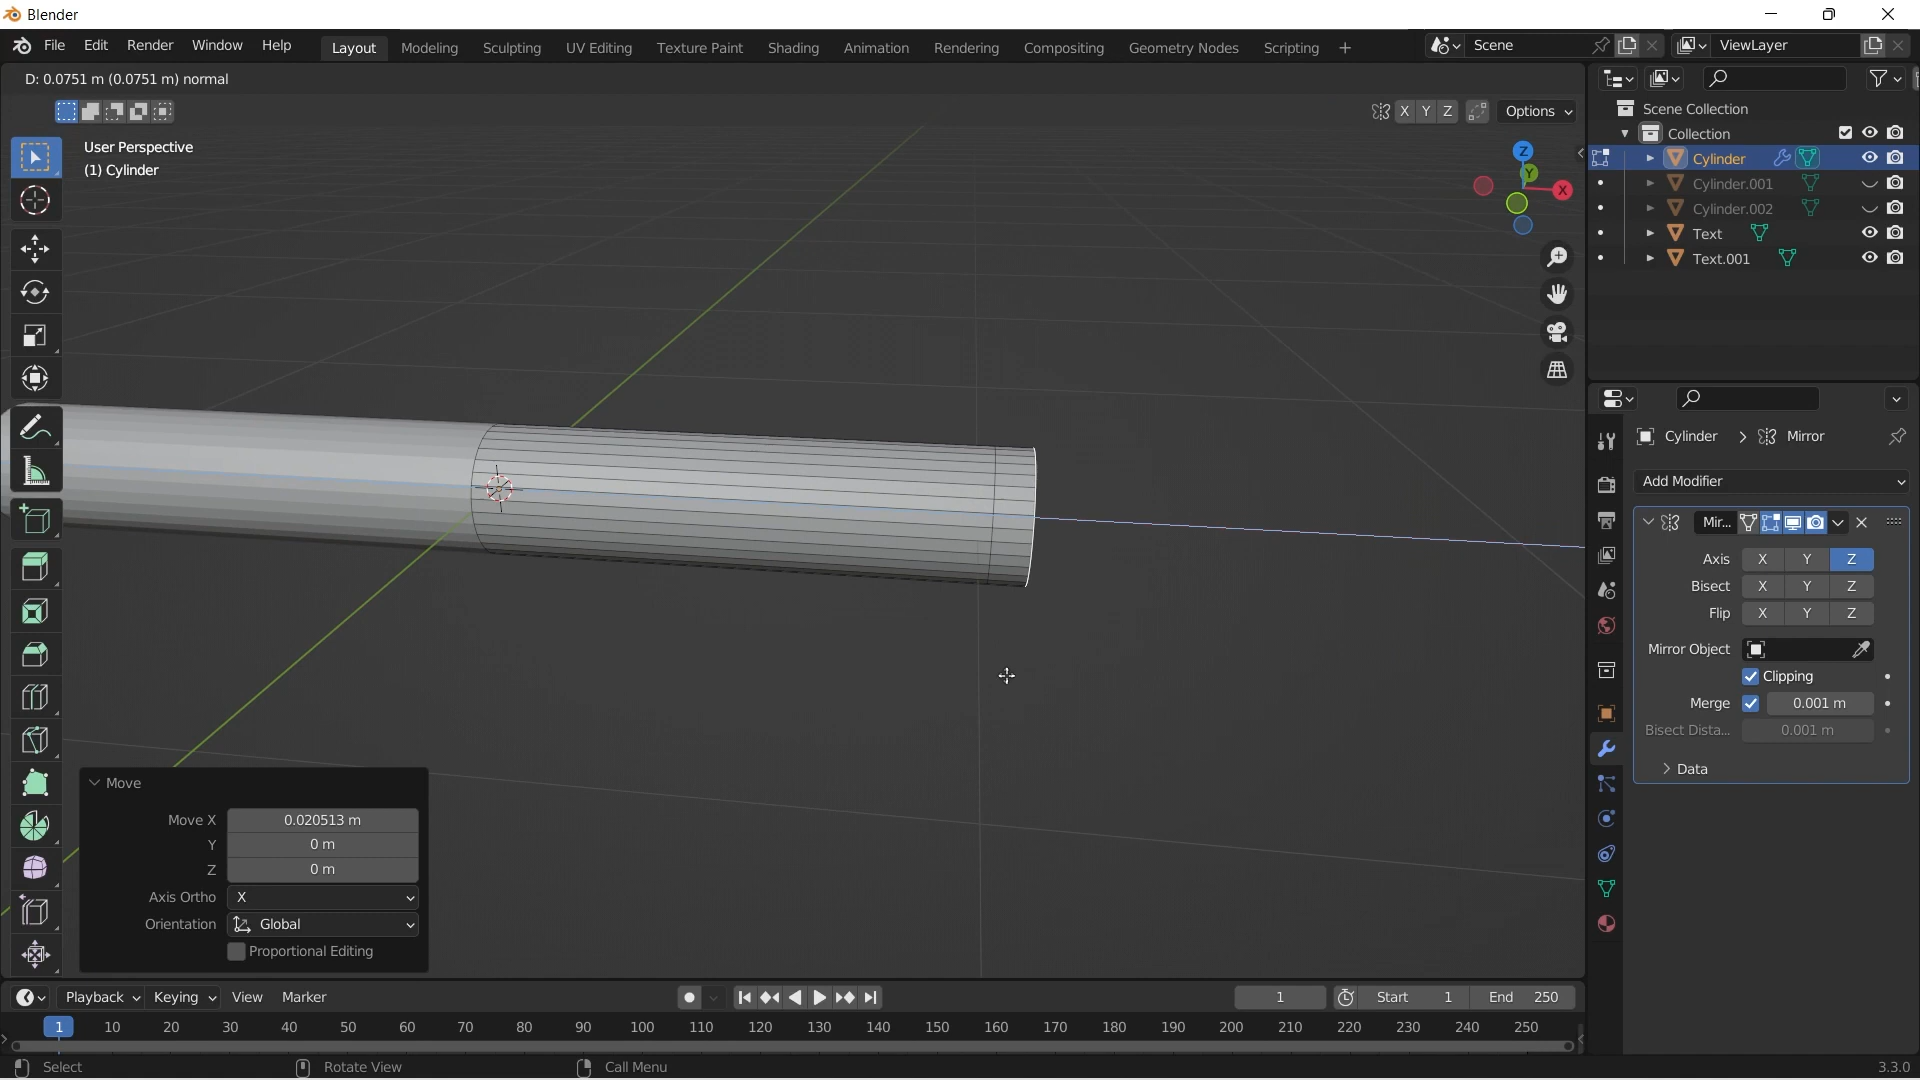 Blender
File Edit Render Window Help Layout Modeling Sculpting UV Editing Texture Paint Shading Animation Rendering Compositing Geometry Nodes Scripting + Scene ViewLayer
D: 0.0751 m (0.0751 m) normal
X Y Z Options
User Perspective
(1) Cylinder
Z
Y
X
Scene Collection
Collection
Cylinder
Cylinder.001
Cylinder.002
Text
Text.001
Cylinder > Mirror
Add Modifier
Mir...
Axis X Y Z
Bisect X Y Z
Flip X Y Z
Mirror Object
Clipping
Merge 0.001 m
Bisect Dista... 0.001 m
Data
Move
Move X 0.020513 m
Y 0 m
Z 0 m
Axis Ortho X
Orientation Global
Proportional Editing
Playback Keying View Marker 1 Start 1 End 250
1 10 20 30 40 50 60 70 80 90 100 110 120 130 140 150 160 170 180 190 200 210 220 230 240 250
Select Rotate View Call Menu 3.3.0